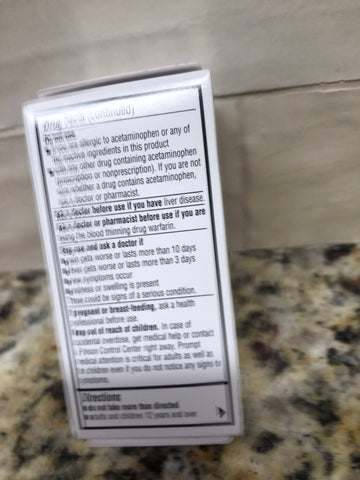 Drug Facts (continued)
Do not use
if you are allergic to acetaminophen or any of
the inactive ingredients in this product
with any other drug containing acetaminophen
(prescription or nonprescription). If you are not
sure whether a drug contains acetaminophen,
ask a doctor or pharmacist.
Ask a doctor before use if you have liver disease.
Ask a doctor or pharmacist before use if you are
taking the blood thinning drug warfarin.
Stop use and ask a doctor if
pain gets worse or lasts more than 10 days
fever gets worse or lasts more than 3 days
new symptoms occur
redness or swelling is present
These could be signs of a serious condition.
If pregnant or breast-feeding, ask a health
professional before use.
Keep out of reach of children. In case of
accidental overdose, get medical help or contact
a Poison Control Center right away. Prompt
medical attention is critical for adults as well as
for children even if you do not notice any signs or
symptoms.
Directions
do not take more than directed
adults and children 12 years and over